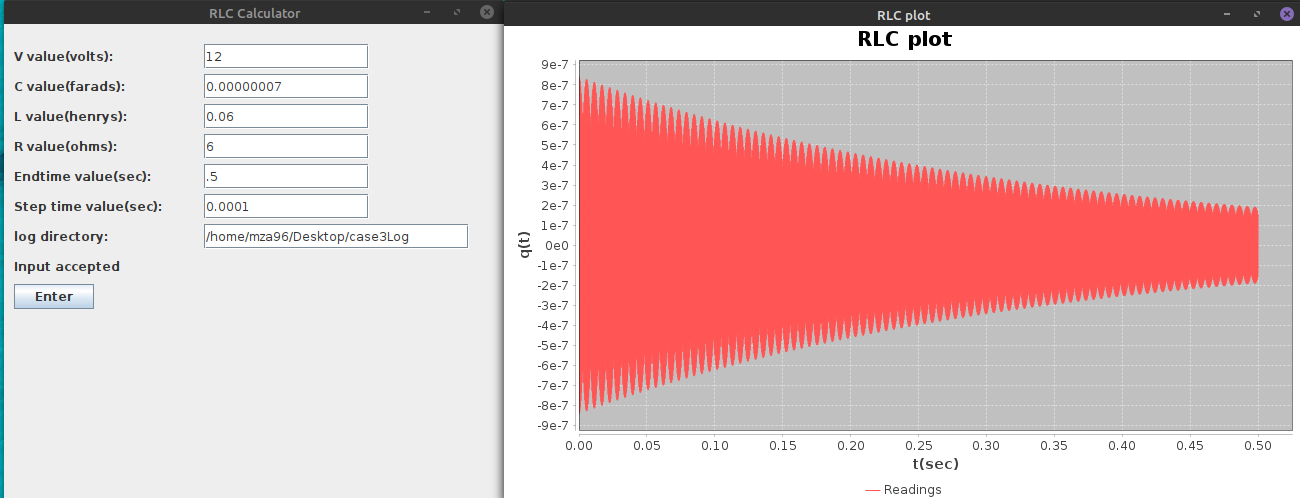 RLC Calculator
V value(volts): 12
C value(farads): 0.00000007
L value(henrys): 0.06
R value(ohms): 6
Endtime value(sec): .5
Step time value(sec): 0.0001
log directory: /home/mza96/Desktop/case3Log
Input accepted
Enter
RLC plot
RLC plot
9e-7
8e-7
7e-7
6e-7
5e-7
4e-7
3e-7
2e-7
1e-7
0e0
-1e-7
-2e-7
-3e-7
-4e-7
-5e-7
-6e-7
-7e-7
-8e-7
-9e-7
q(t)
0.00 0.05 0.10 0.15 0.20 0.25 0.30 0.35 0.40 0.45 0.50
t(sec)
Readings